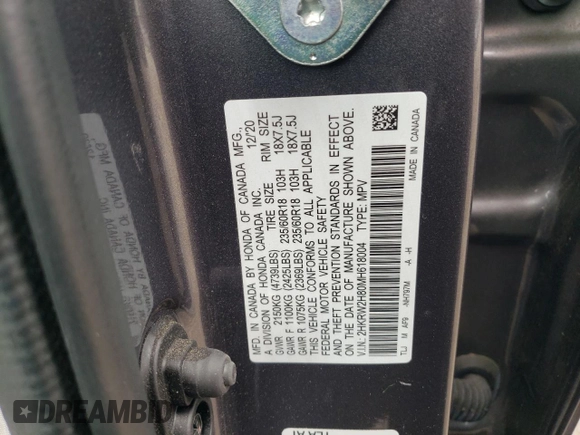 MFD. IN CANADA BY HONDA OF CANADA MFG.,
A DIVISION OF HONDA CANADA INC. 12/20
TIRE SIZE RIM SIZE
GVWR 2150KG (4739LBS)
GAWR F 1100KG (2425LBS) 235/60R18 103H 18X7.5J
GAWR R 1075KG (2369LBS) 235/60R18 103H 18X7.5J
THIS VEHICLE CONFORMS TO ALL APPLICABLE
FEDERAL MOTOR VEHICLE SAFETY
AND THEFT PREVENTION STANDARDS IN EFFECT
ON THE DATE OF MANUFACTURE SHOWN ABOVE.
V.I.N: 2HKRW2H80MH618004 TYPE: MPV
TLJ M AP9 -NH797M -A -H
MADE IN CANADA
DREAMBID